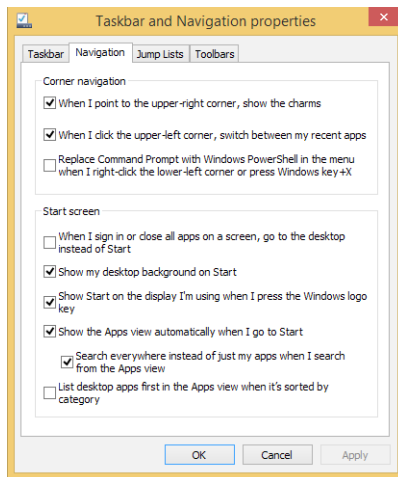 Taskbar and Navigation properties
Taskbar Navigation Jump Lists Toolbars
Corner navigation
When I point to the upper-right corner, show the charms
When I click the upper-left corner, switch between my recent apps
Replace Command Prompt with Windows PowerShell in the menu
when I right-click the lower-left corner or press Windows key+X
Start screen
When I sign in or close all apps on a screen, go to the desktop
instead of Start
Show my desktop background on Start
Show Start on the display I'm using when I press the Windows logo
key
Show the Apps view automatically when I go to Start
Search everywhere instead of just my apps when I search
from the Apps view
List desktop apps first in the Apps view when it's sorted by
category
OK Cancel Apply